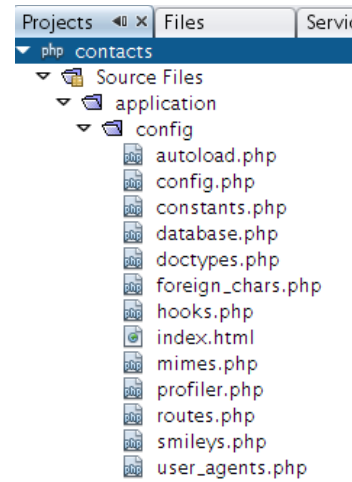 Projects Files
php contacts
Source Files
application
config
autoload.php
config.php
constants.php
database.php
doctypes.php
foreign_chars.php
hooks.php
index.html
mimes.php
profiler.php
routes.php
smileys.php
user_agents.php